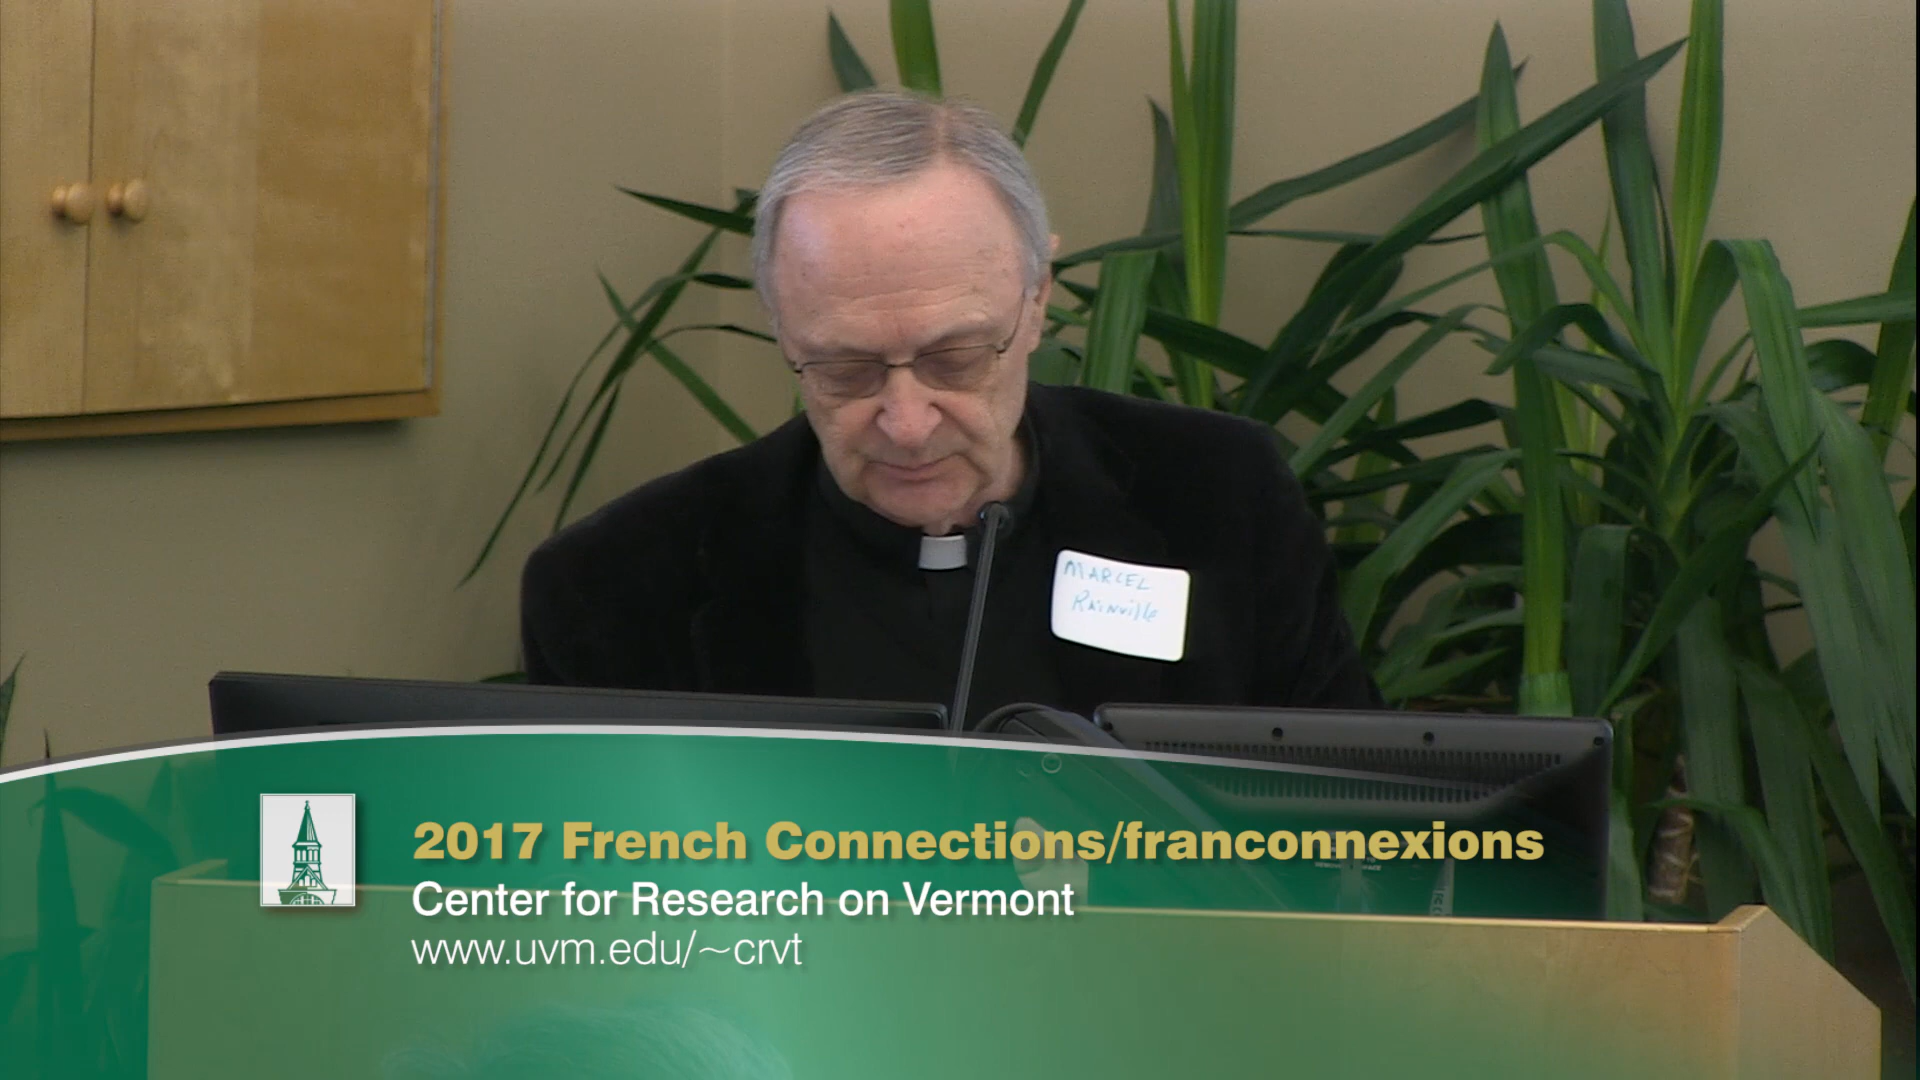 MARCEL
Rainville
2017 French Connections/franconnexions
Center for Research on Vermont
www.uvm.edu/~crvt